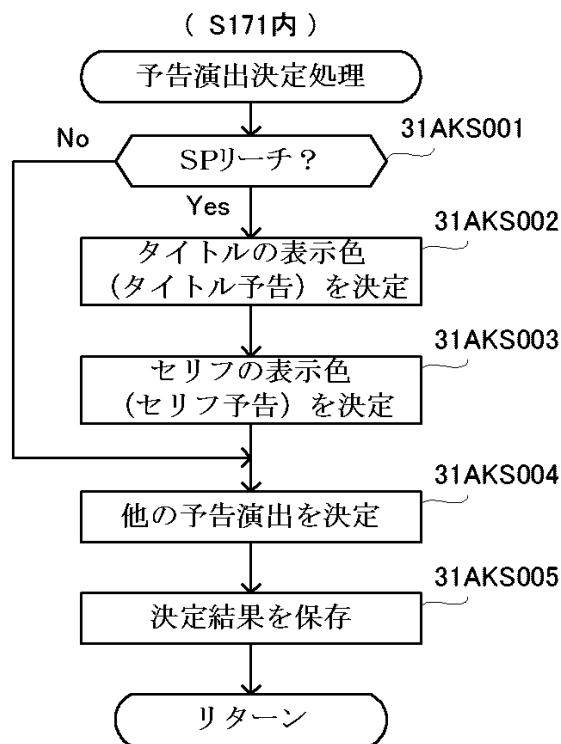 ( S171内 )
予告演出決定処理
31AKS001
No
SPリーチ？
Yes
31AKS002
タイトルの表示色
(タイトル予告) を決定
31AKS003
セリフの表示色
(セリフ予告) を決定
31AKS004
他の予告演出を決定
31AKS005
決定結果を保存
リターン